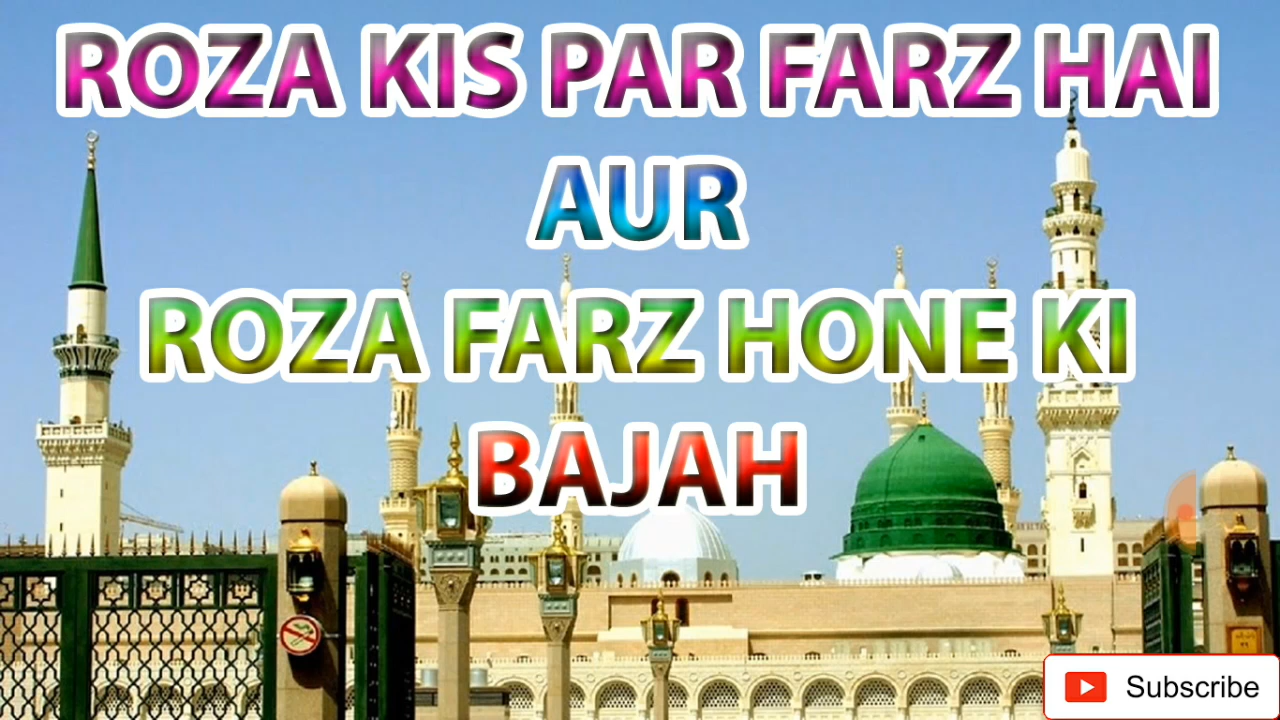 ROZA KIS PAR FARZ HAI
AUR
ROZA FARZ HONE KI
BAJAH
Subscribe